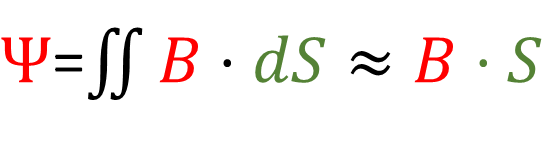 Ψ=∬ B · dS ≈ B · S